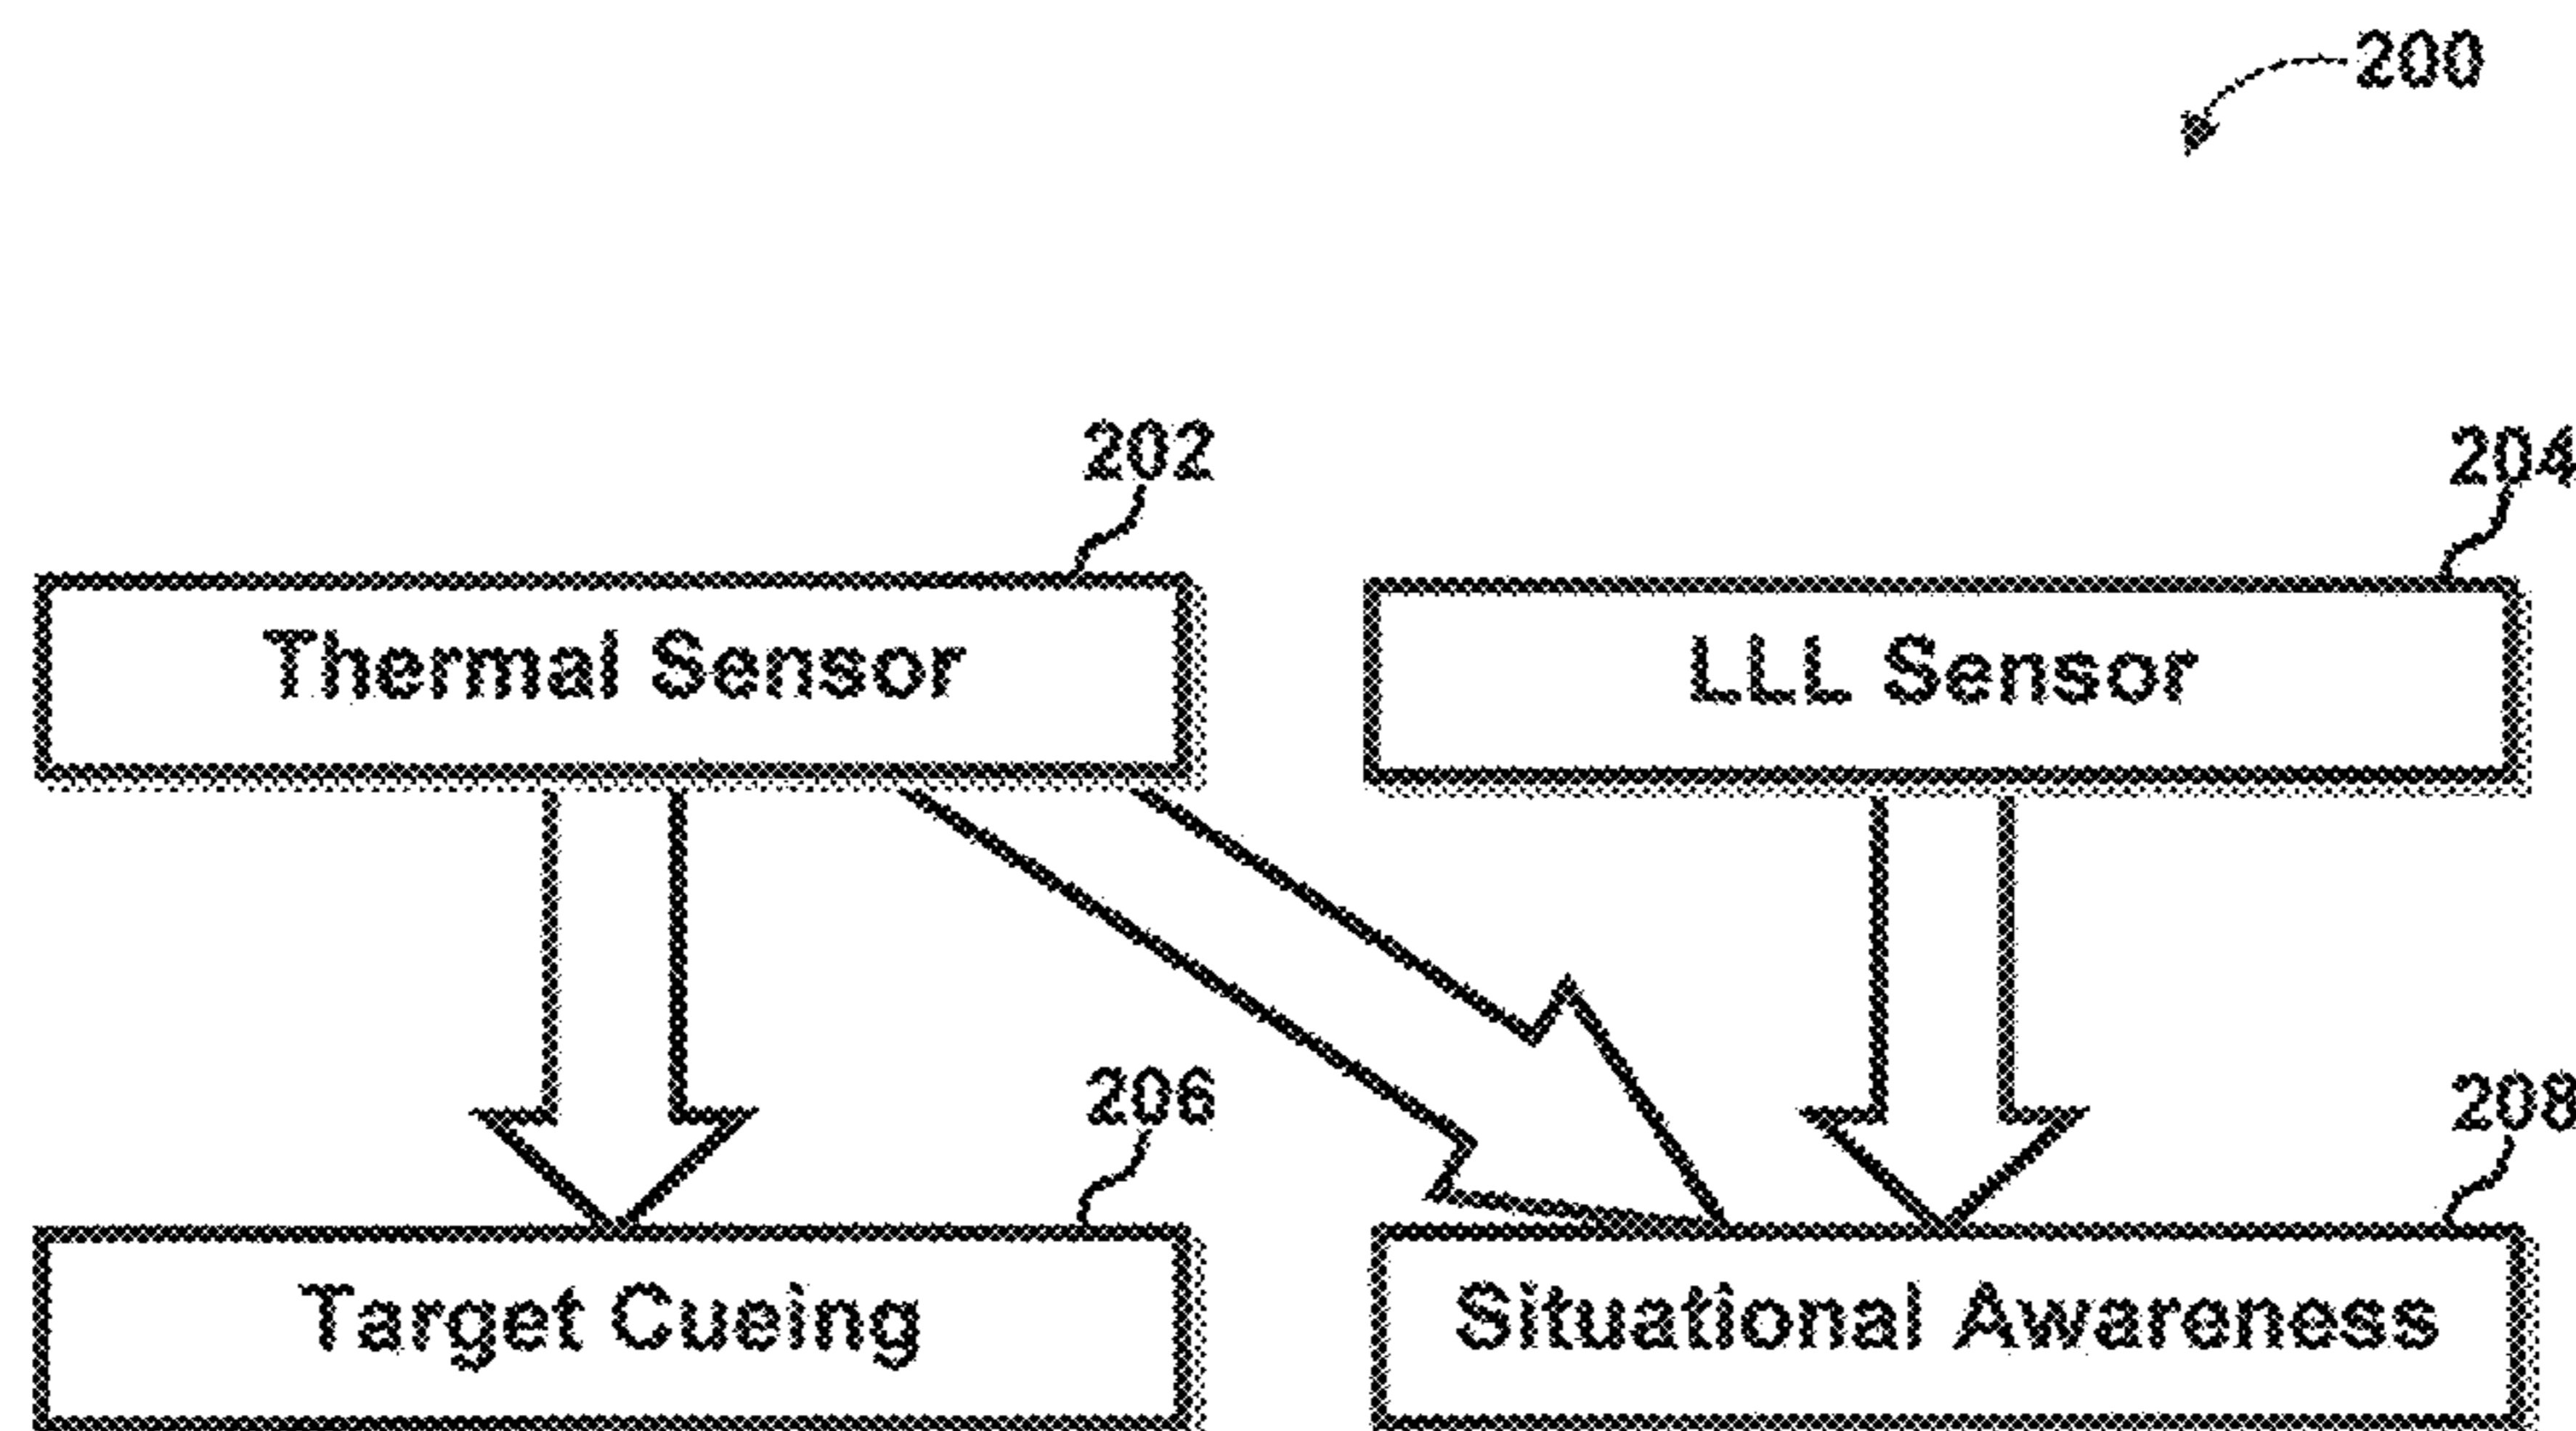 200
202
204
Thermal Sensor
LLL Sensor
206
208
Target Cueing
Situational Awareness